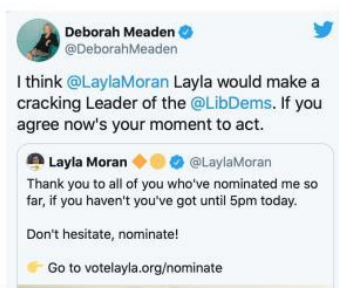 Deborah Meaden
@DeborahMeaden
I think @LaylaMoran Layla would make a
cracking Leader of the @LibDems. If you
agree now's your moment to act.
Layla Moran 🔶🟡 @LaylaMoran
Thank you to all of you who've nominated me so
far, if you haven't you've got until 5pm today.
Don't hesitate, nominate!
👉 Go to votelayla.org/nominate